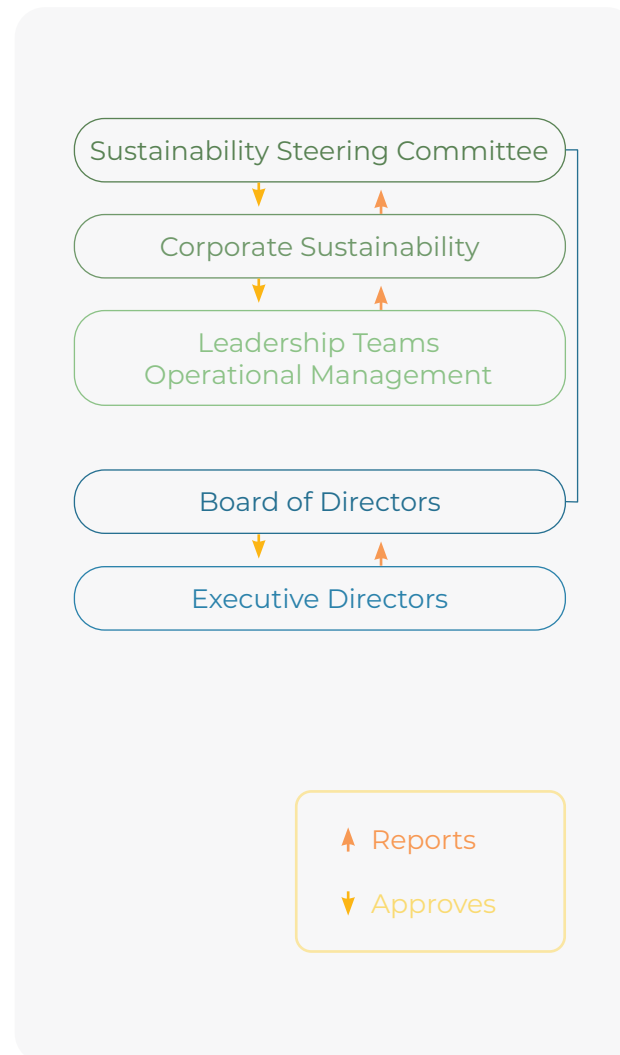 Sustainability Steering Committee
Corporate Sustainability
Leadership Teams
Operational Management
Board of Directors
Executive Directors
Reports
Approves